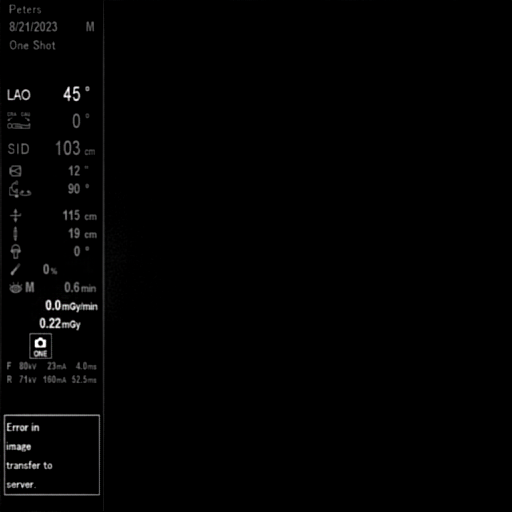 Peters
8/21/2023 M
One Shot
LAO 45 °
CRA CAU 0 °
SID 103 cm
12 °
90 °
115 cm
19 cm
0 °
0 %
M 0.6 min
0.0 mGy/min
0.22 mGy
ONE
F 80kV 23mA 4.0ms
R 71kV 160mA 52.5ms
Error in
image
transfer to
server.